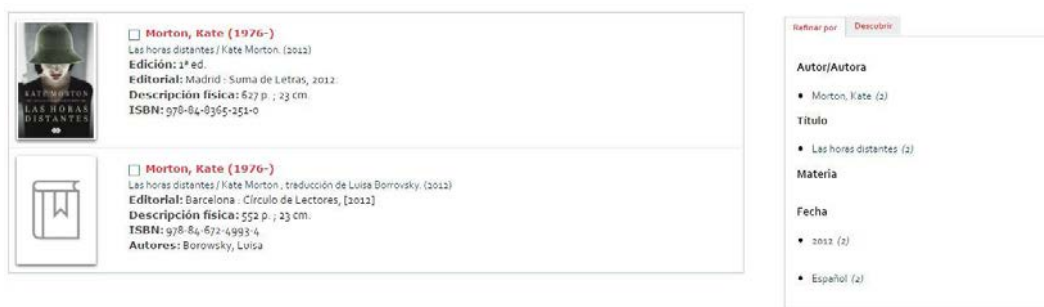 KATE MORTON
LAS HORAS
DISTANTES
Morton, Kate (1976-)
Las horas distantes / Kate Morton. (2012)
Edición: 1ª ed.
Editorial: Madrid : Suma de Letras, 2012.
Descripción física: 627 p. ; 23 cm.
ISBN: 978-84-8365-251-0
Morton, Kate (1976-)
Las horas distantes / Kate Morton , traducción de Luisa Borrovsky. (2012)
Editorial: Barcelona : Círculo de Lectores, [2012]
Descripción física: 552 p. ; 23 cm.
ISBN: 978-84-672-4993-4
Autores: Borowsky, Luisa
Refinar por Descubrir
Autor/Autora
Morton, Kate (2)
Título
Las horas distantes (2)
Materia
Fecha
2012 (2)
Español (2)